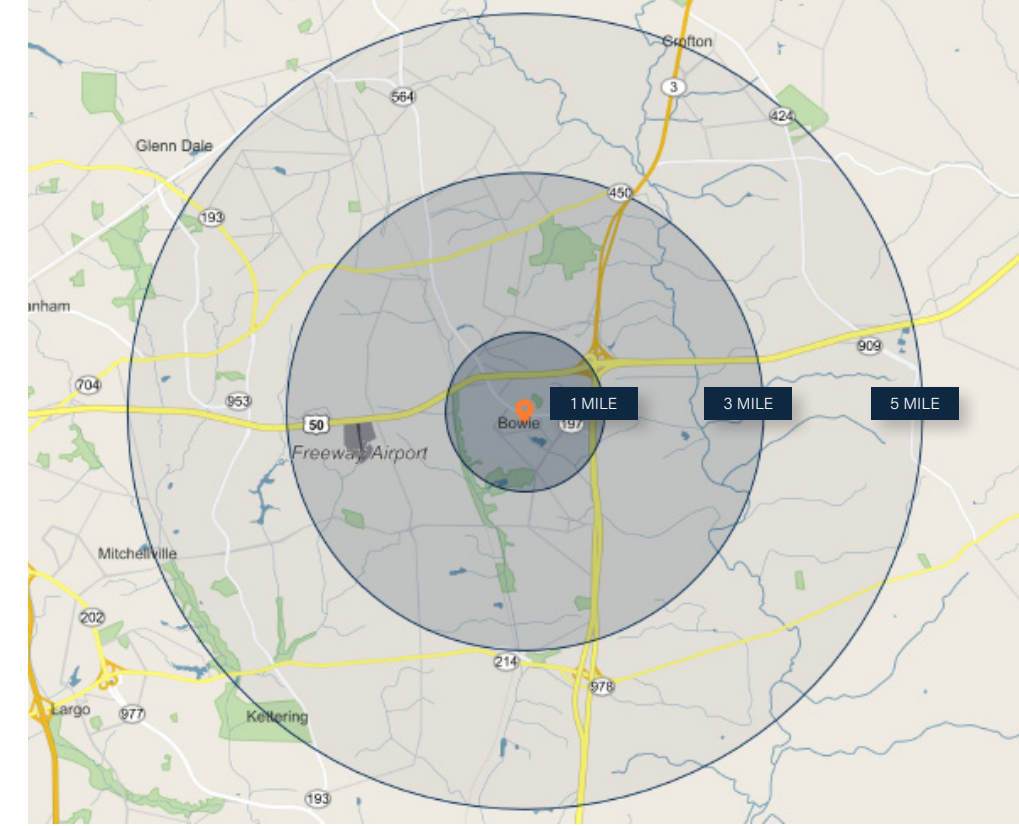 Grofton
3
564
424
Glenn Dale
450
193
anham
909
704
953
1 MILE
3 MILE
5 MILE
50
Bowie
197
Freeway Airport
Mitchellville
202
214
978
Largo
977
Kettering
193